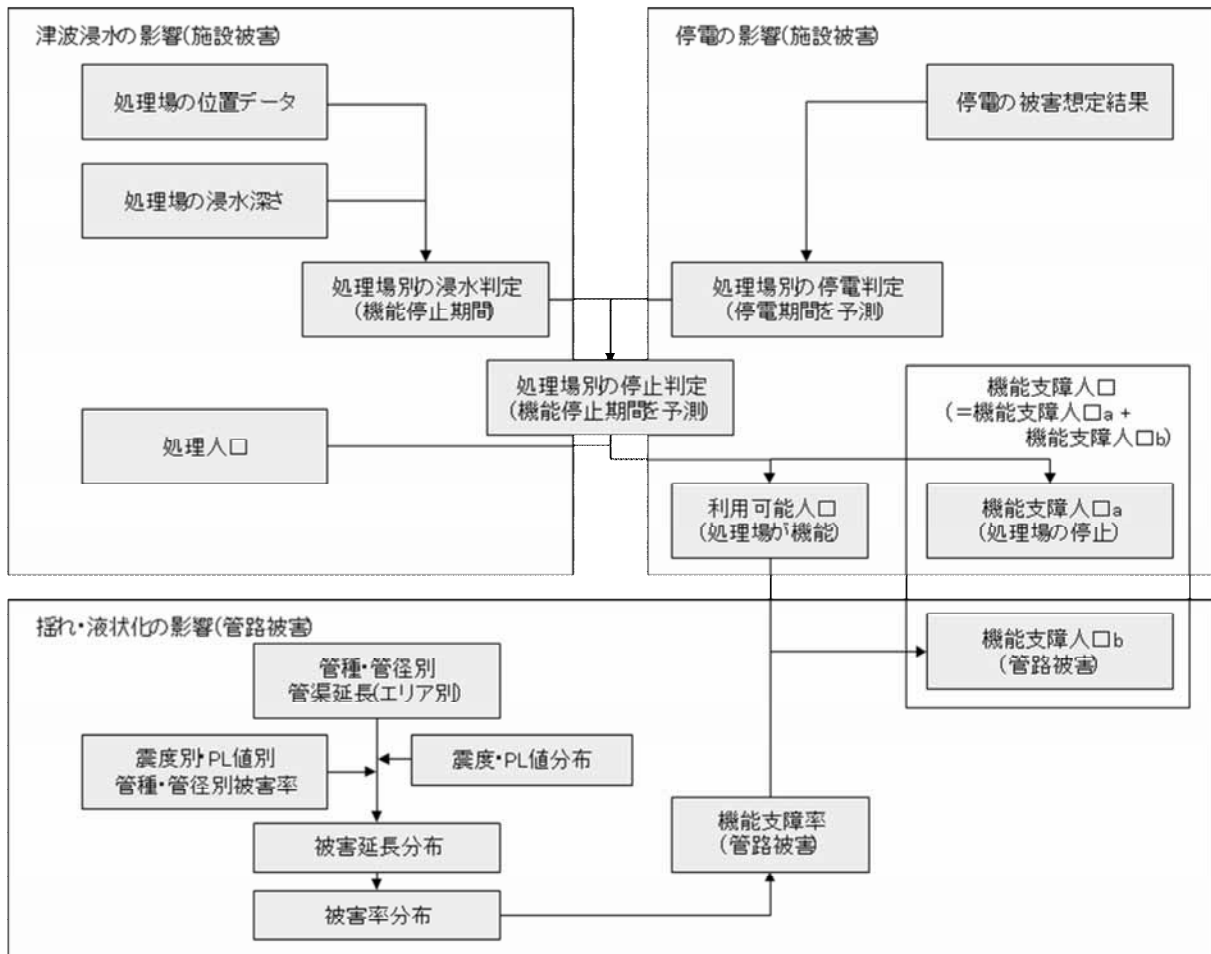 津波浸水の影響(施設被害)
処理場の位置データ
処理場の浸水深さ
処理場別の浸水判定
(機能停止期間)
停電の影響(施設被害)
停電の被害想定結果
処理場別の停電判定
(停電期間を予測)
処理場別の停止判定
(機能停止期間を予測)
処理人口
機能支障人口
(=機能支障人口a +
機能支障人口b)
利用可能人口
(処理場が機能)
機能支障人口a
(処理場の停止)
揺れ・液状化の影響(管路被害)
機能支障人口b
(管路被害)
管種・管径別
管渠延長(エリア別)
震度別・PL値別
管種・管径別被害率
震度・PL値分布
被害延長分布
被害率分布
機能支障率
(管路被害)